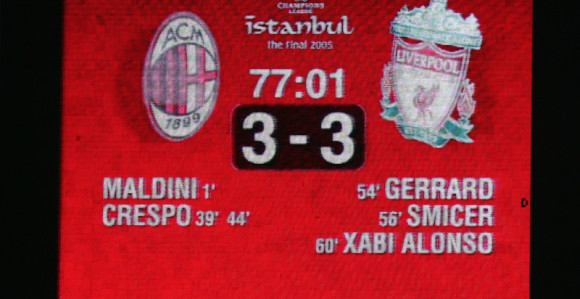 CHAMPIONS
LEAGUE
istanbul
the Final 2005
ACM
1899
LIVERPOOL
77:01
3 - 3
MALDINI 1'
CRESPO 39' 44'
54' GERRARD
56' SMICER
60' XABI ALONSO